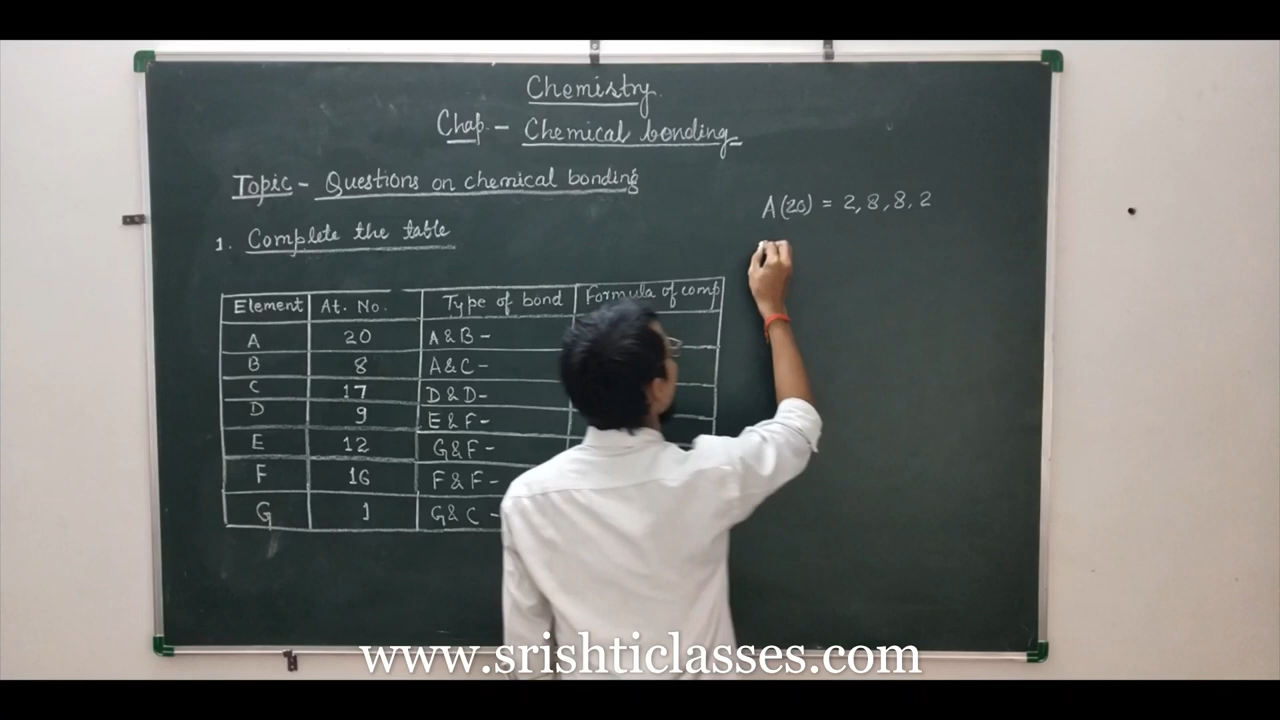 Chemistry
Chap. - Chemical bonding
Topic - Questions on chemical bonding
A(20) = 2, 8, 8, 2
1. Complete the table
Element At. No. Type of bond Formula of comp
A 20 A & B -
B 8 A & C -
C 17 D & D -
D 9 E & F -
E 12 G & F -
F 16 F & F -
G 1 G & C -
www.srishticlasses.com